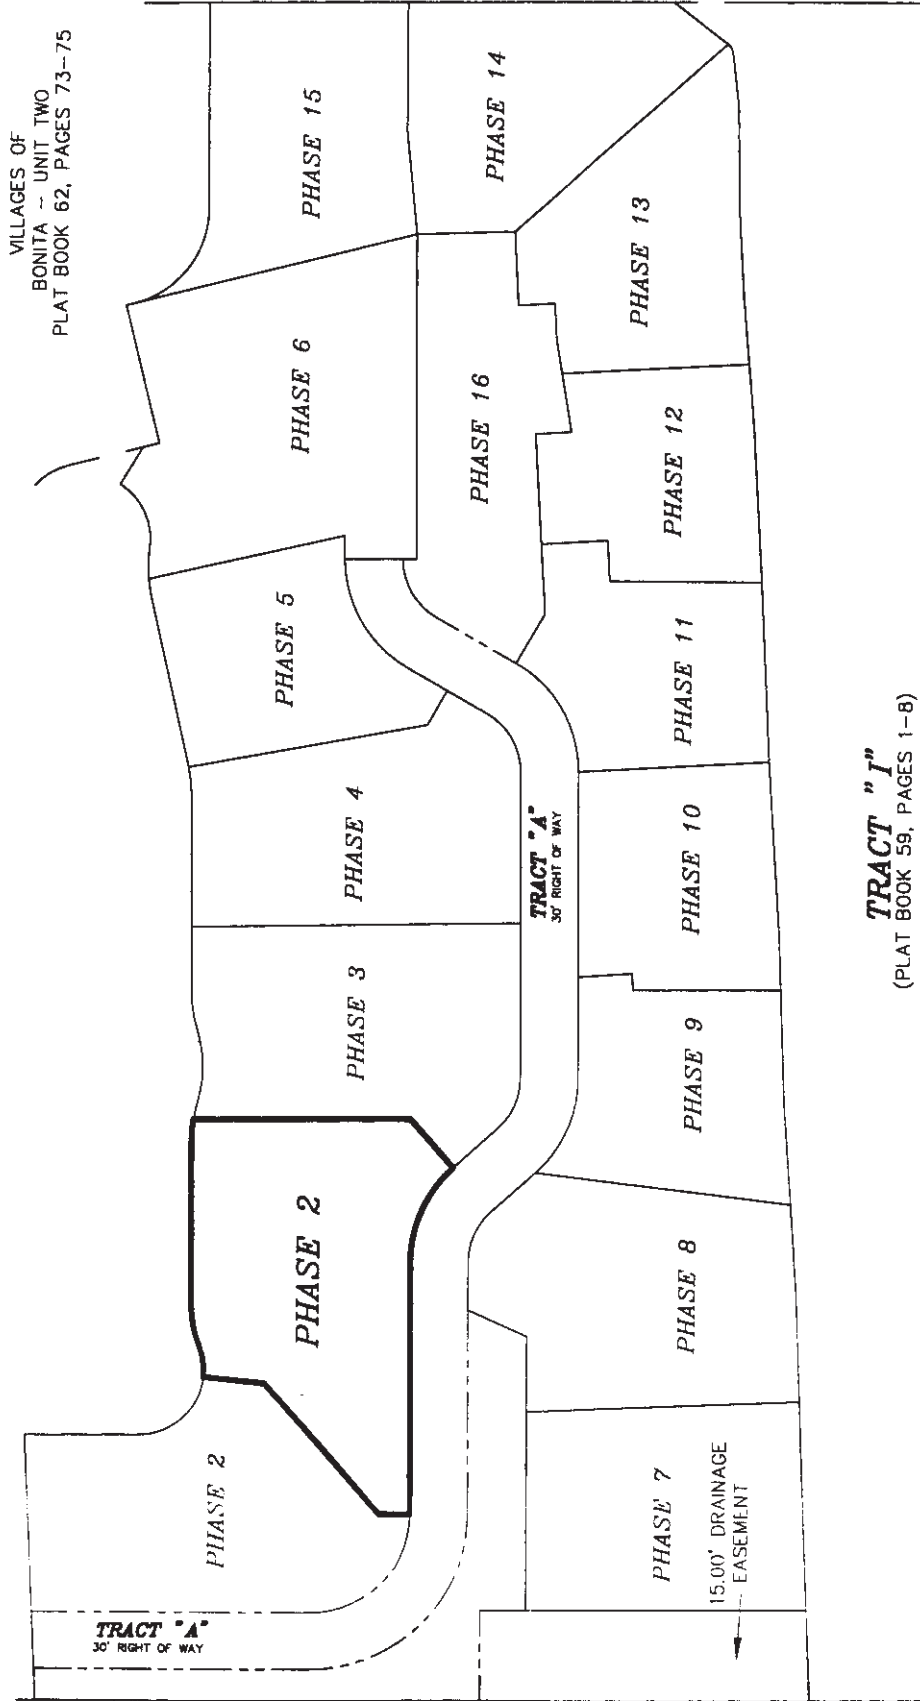 VILLAGES OF
BONITA -- UNIT TWO
PLAT BOOK 62, PAGES 73-75
PHASE 15
PHASE 14
PHASE 13
PHASE 6
PHASE 16
PHASE 12
PHASE 5
PHASE 11
PHASE 4
TRACT "A"
30' RIGHT OF WAY
PHASE 10
PHASE 3
PHASE 9
PHASE 2
PHASE 8
PHASE 2
PHASE 7
15.00' DRAINAGE
EASEMENT
TRACT "A"
30' RIGHT OF WAY
TRACT "I"
(PLAT BOOK 59, PAGES 1-8)